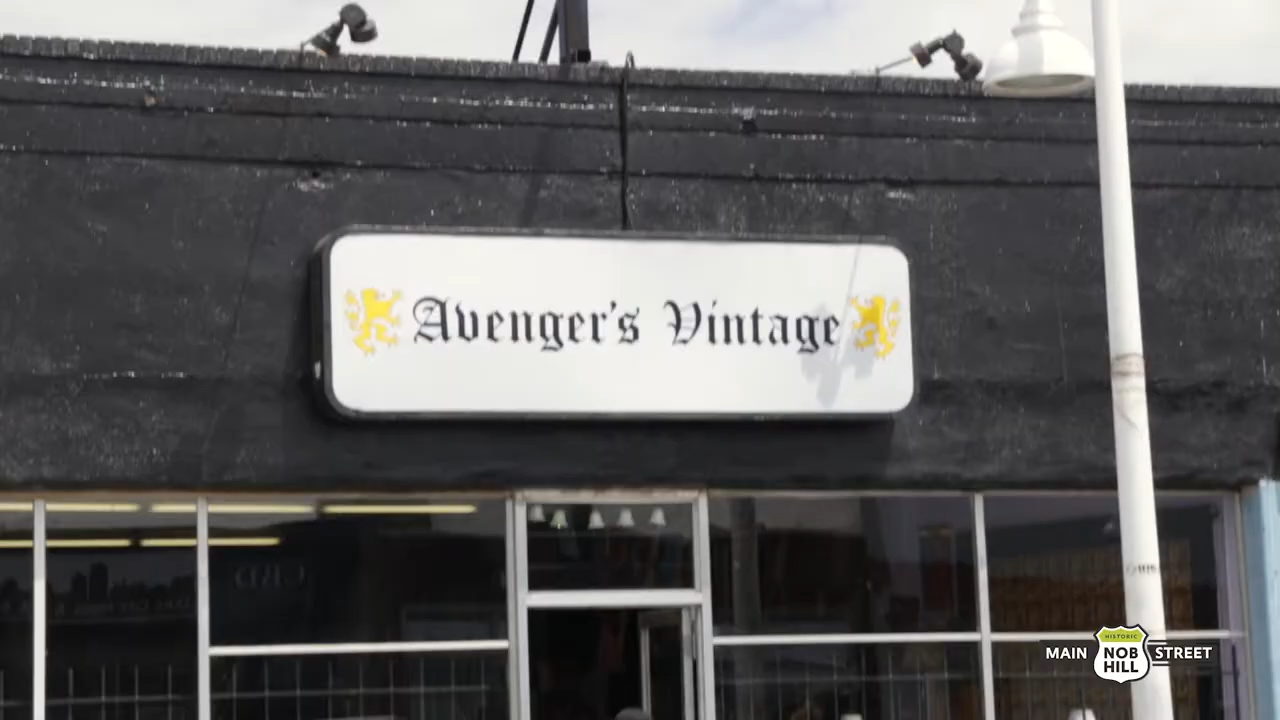 Avenger's Vintage
MAIN
HISTORIC
NOB
HILL
STREET